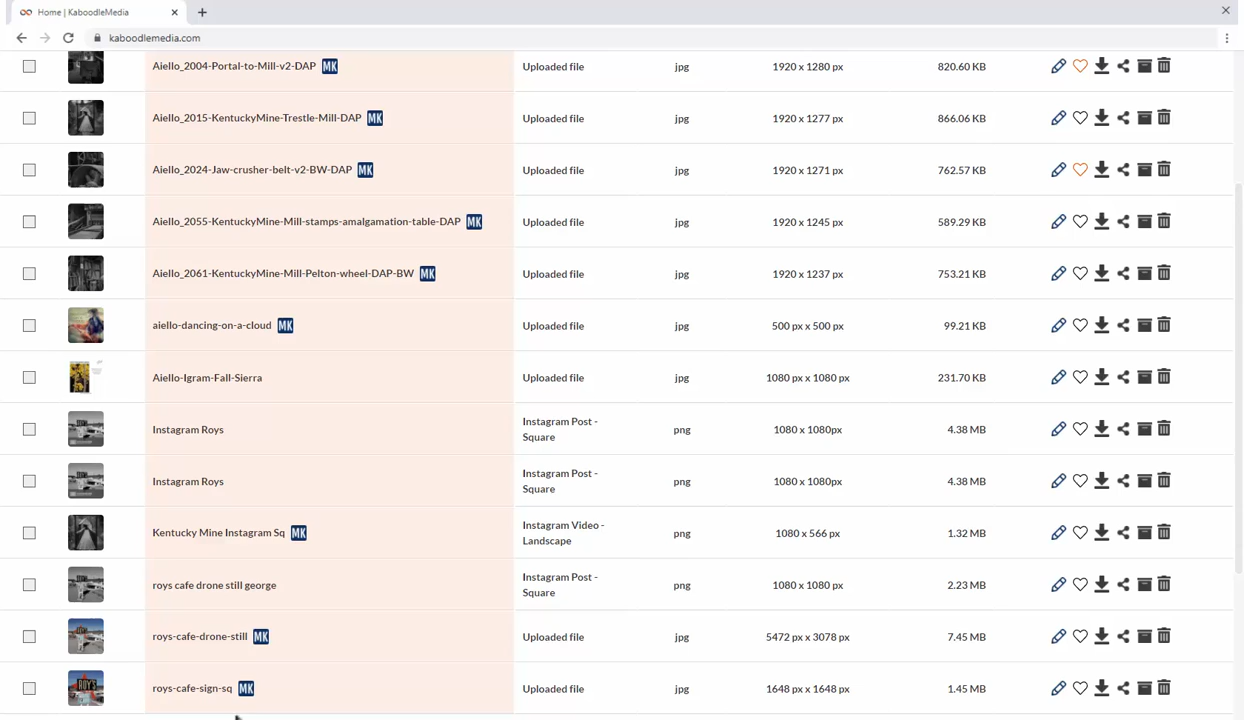 Home | KaboodleMedia
kaboodlemedia.com
Aiello_2004-Portal-to-Mill-v2-DAP MK Uploaded file jpg 1920 x 1280 px 820.60 KB
Aiello_2015-KentuckyMine-Trestle-Mill-DAP MK Uploaded file jpg 1920 x 1277 px 866.06 KB
Aiello_2024-Jaw-crusher-belt-v2-BW-DAP MK Uploaded file jpg 1920 x 1271 px 762.57 KB
Aiello_2055-KentuckyMine-Mill-stamps-amalgamation-table-DAP MK Uploaded file jpg 1920 x 1245 px 589.29 KB
Aiello_2061-KentuckyMine-Mill-Pelton-wheel-DAP-BW MK Uploaded file jpg 1920 x 1237 px 753.21 KB
aiello-dancing-on-a-cloud MK Uploaded file jpg 500 px x 500 px 99.21 KB
Aiello-Igram-Fall-Sierra Uploaded file jpg 1080 px x 1080 px 231.70 KB
Instagram Roys Instagram Post - Square png 1080 x 1080px 4.38 MB
Instagram Roys Instagram Post - Square png 1080 x 1080px 4.38 MB
Kentucky Mine Instagram Sq MK Instagram Video - Landscape png 1080 x 566 px 1.32 MB
roys cafe drone still george Instagram Post - Square png 1080 x 1080 px 2.23 MB
roys-cafe-drone-still MK Uploaded file jpg 5472 px x 3078 px 7.45 MB
roys-cafe-sign-sq MK Uploaded file jpg 1648 px x 1648 px 1.45 MB
ROY'S